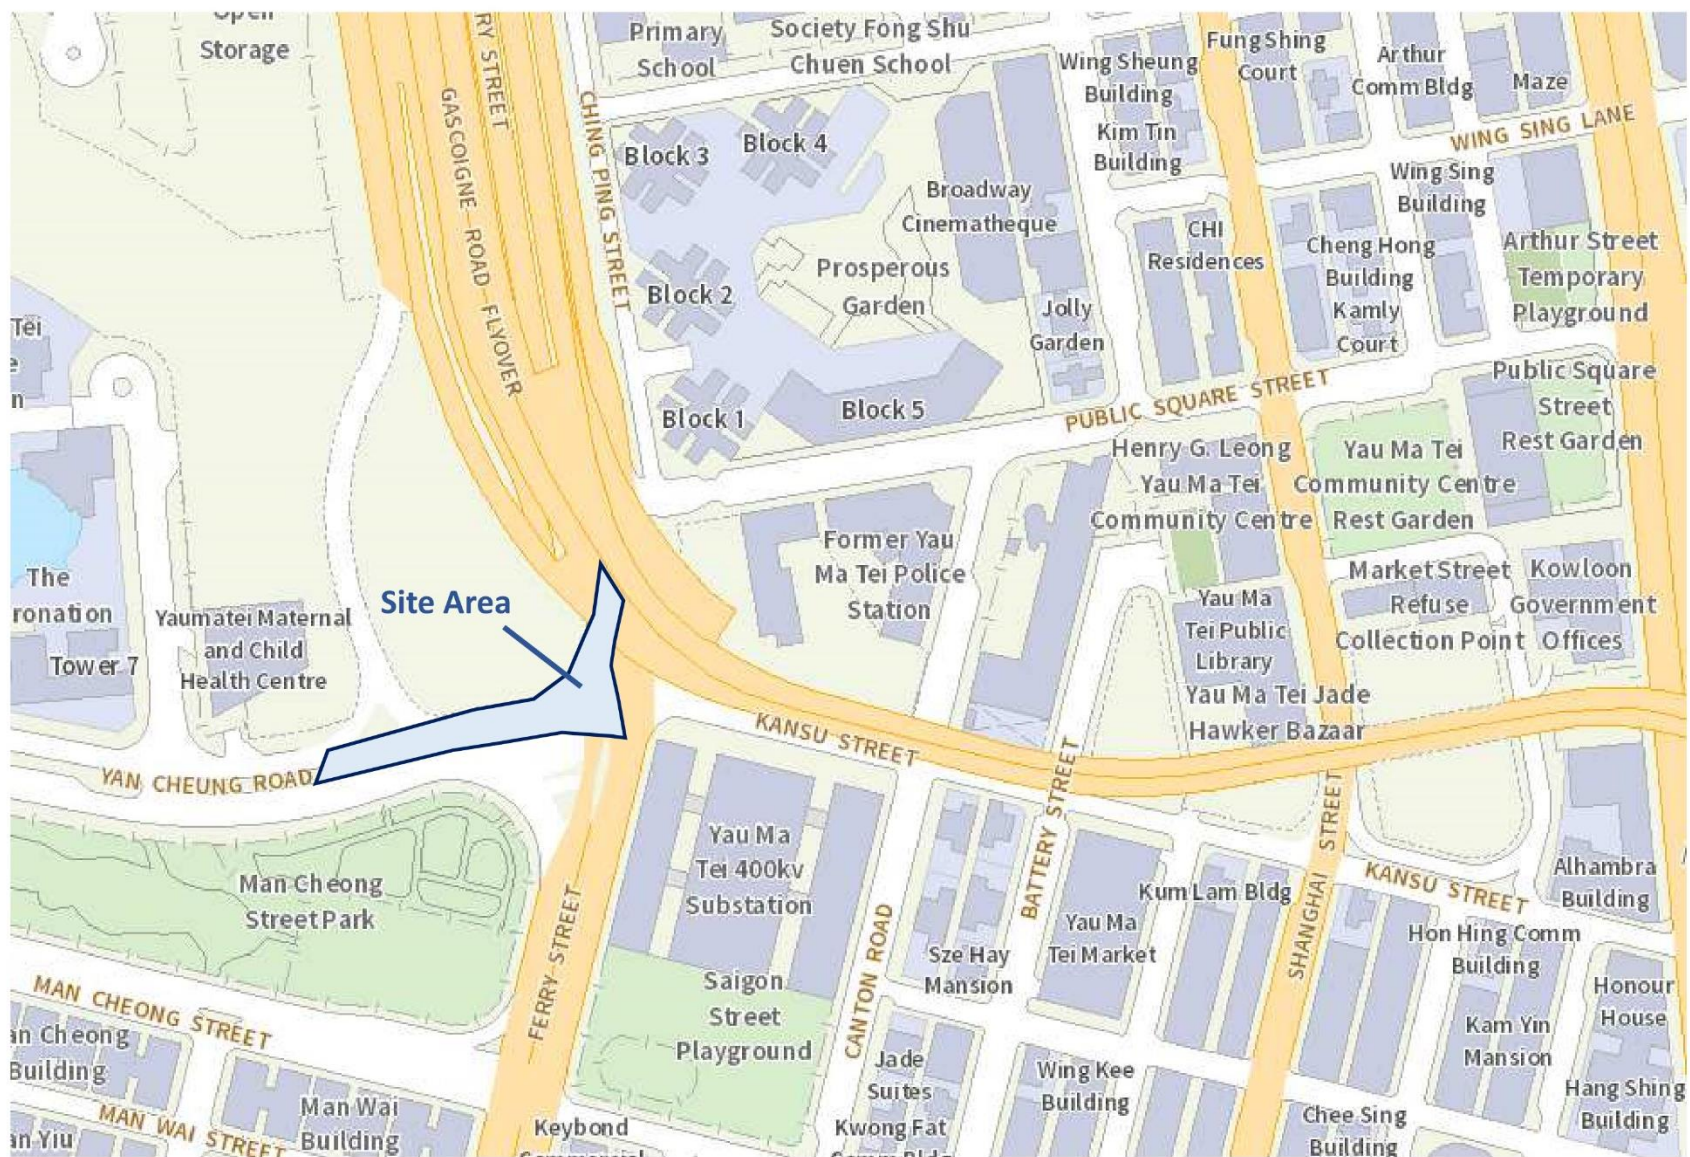 Open
Storage
GASCOIGNE ROAD FLYOVER
RY STREET
CHING PING STREET
Primary
School
Society Fong Shu
Chuen School
Wing Sheung
Building
Kim Tin
Building
Fung Shing
Court
Arthur
Comm Bldg
Maze
WING SING LANE
Wing Sing
Building
Block 3
Block 4
Broadway
Cinematheque
CHI
Residences
Cheng Hong
Building
Kamly
Court
Arthur Street
Temporary
Playground
Block 2
Prosperous
Garden
Jolly
Garden
Tei
e
n
Block 1
Block 5
PUBLIC SQUARE STREET
Public Square
Street
Rest Garden
Henry G. Leong
Yau Ma Tei
Community Centre
Yau Ma Tei
Community Centre
Rest Garden
Former Yau
Ma Tei Police
Station
Market Street
Refuse
Collection Point
Kowloon
Government
Offices
The
ronation
Tower 7
Yaumatei Maternal
and Child
Health Centre
Site Area
Yau Ma
Tei Public
Library
Yau Ma Tei Jade
Hawker Bazaar
KANSU STREET
YAN CHEUNG ROAD
BATTERY STREET
SHANGHAI STREET
KANSU STREET
Alhambra
Building
Man Cheong
Street Park
Yau Ma
Tei 400kv
Substation
FERRY STREET
CANTON ROAD
Sze Hay
Mansion
Yau Ma
Tei Market
Kum Lam Bldg
Hon Hing Comm
Building
Honour
House
Kam Yin
Mansion
Hang Shing
Building
MAN CHEONG STREET
an Cheong
Building
Saigon
Street
Playground
Jade
Suites
Wing Kee
Building
MAN WAI STREET
an Yiu
Man Wai
Building
Keybond
Commercial
Kwong Fat
Comm Bldg
Chee Sing
Building